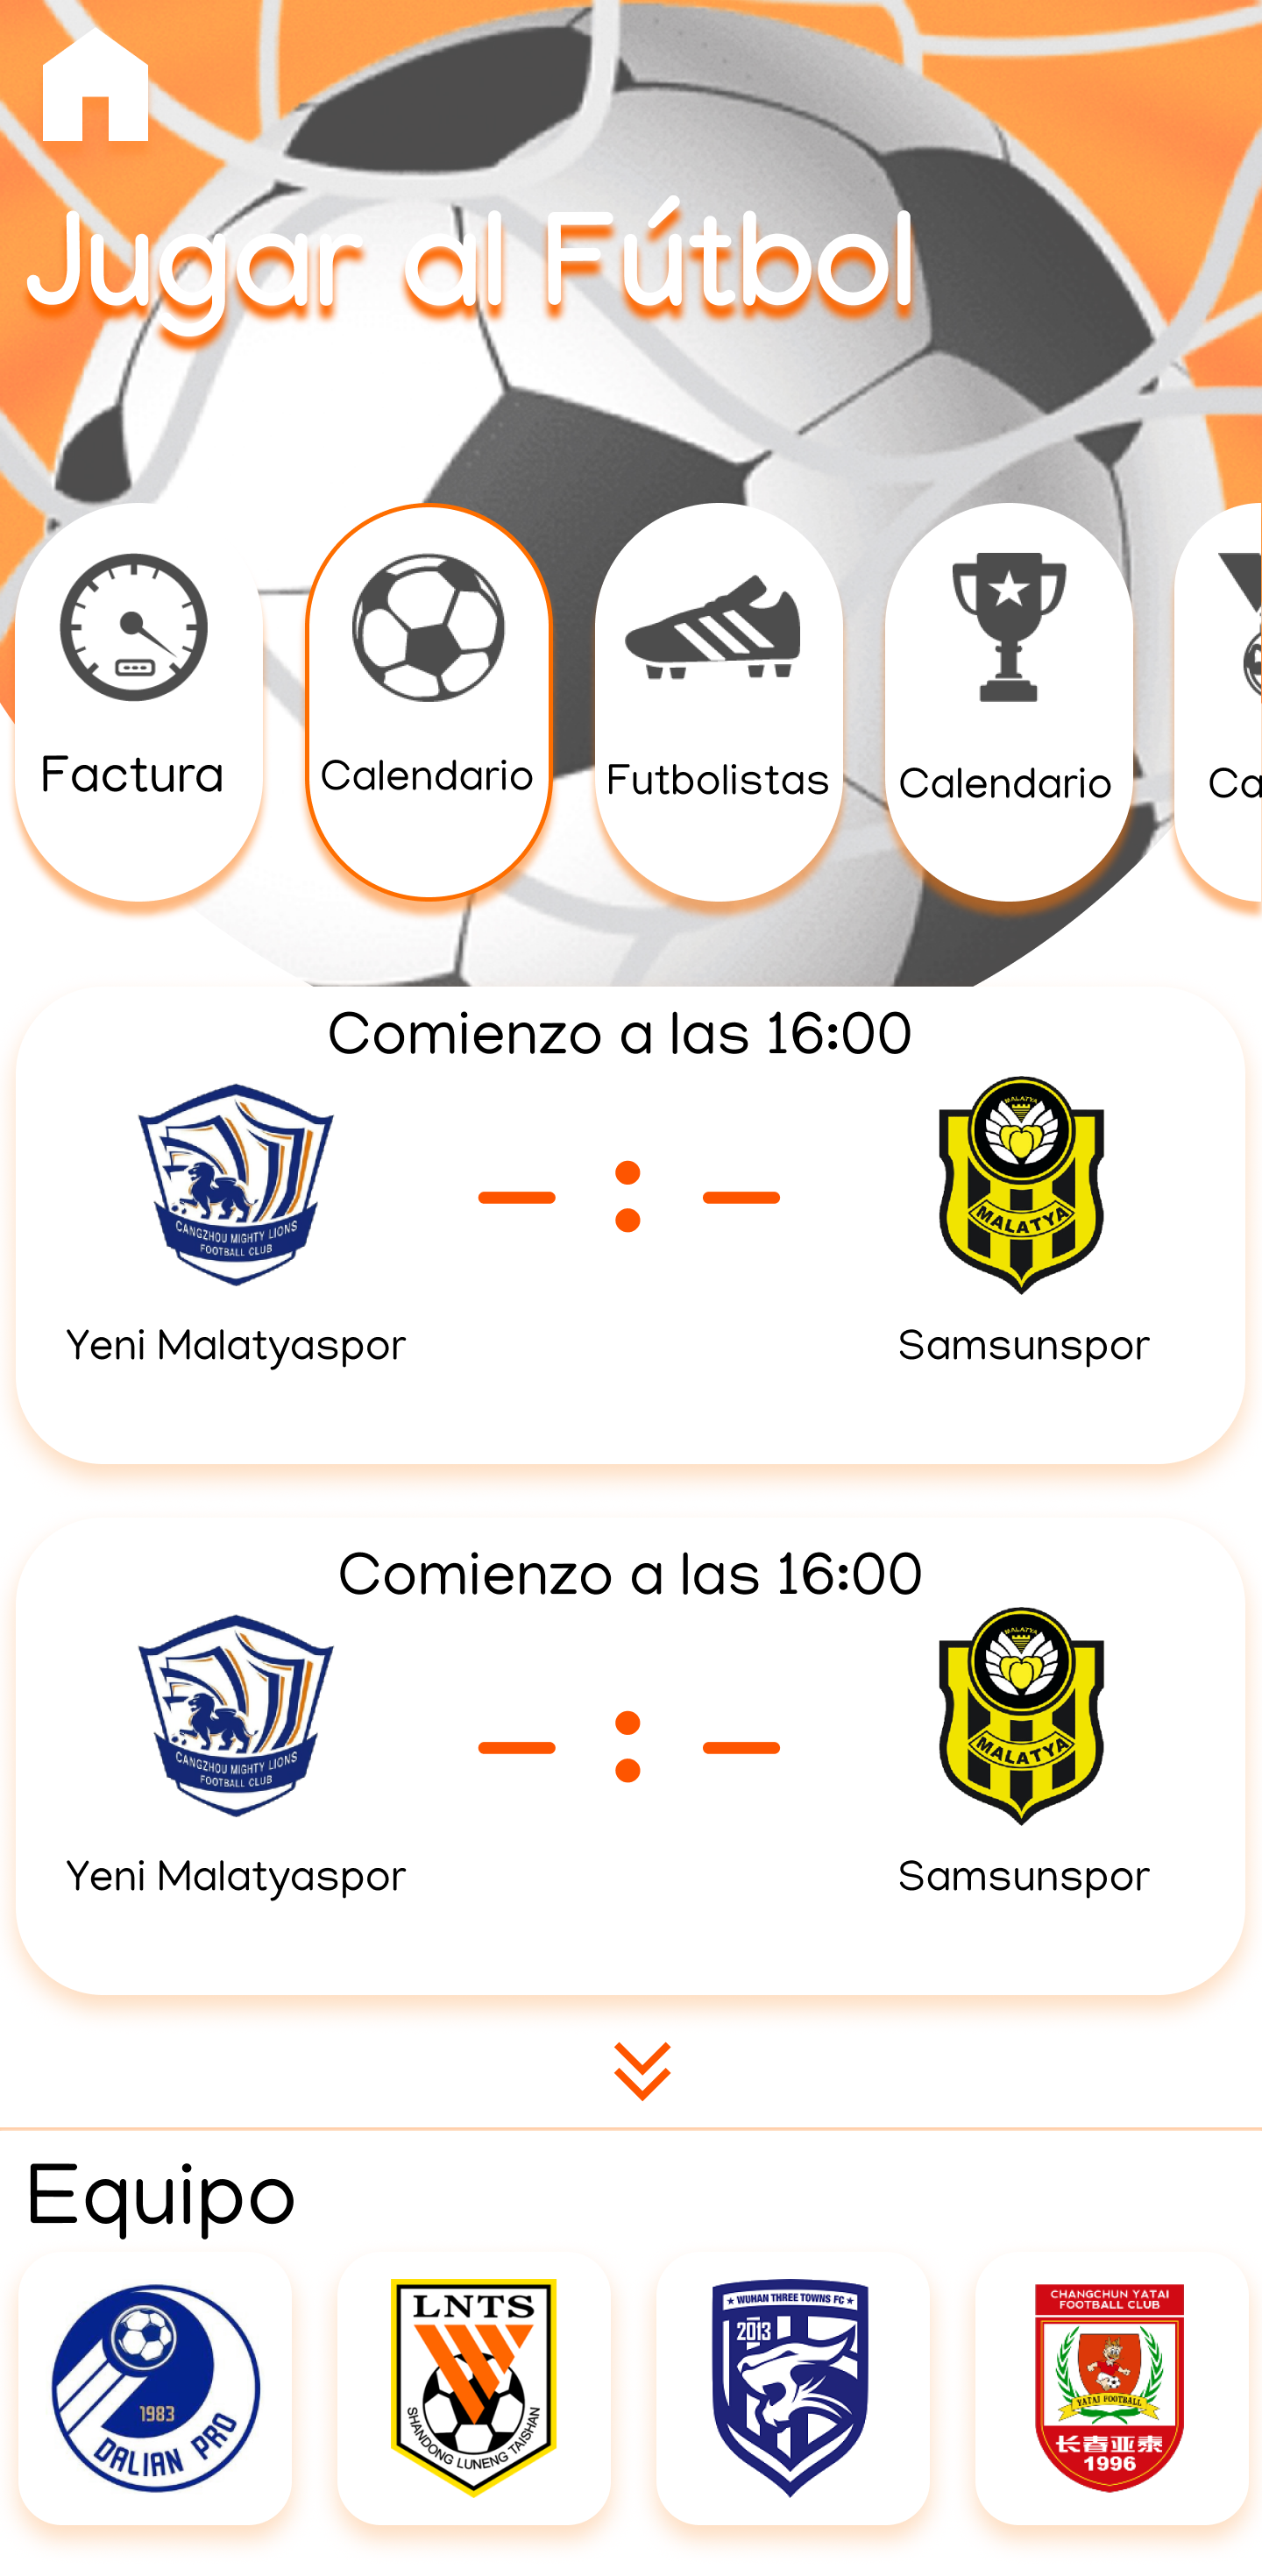 Jugar al Fútbol
Factura
Calendario
Futbolistas
Calendario
Ca
Comienzo a las 16:00
CANGZHOU MIGHTY LIONS
FOOTBALL CLUB
MALATYA
MALATYA
Yeni Malatyaspor
Samsunspor
Comienzo a las 16:00
CANGZHOU MIGHTY LIONS
FOOTBALL CLUB
MALATYA
MALATYA
Yeni Malatyaspor
Samsunspor
Equipo
1983
DALIAN PRO
LNTS
SHANDONG LUNENG TAISHAN
WUHAN THREE TOWNS FC
2013
CHANGCHUN YATAI
FOOTBALL CLUB
YATAI FOOTBALL
长春亚泰
1996